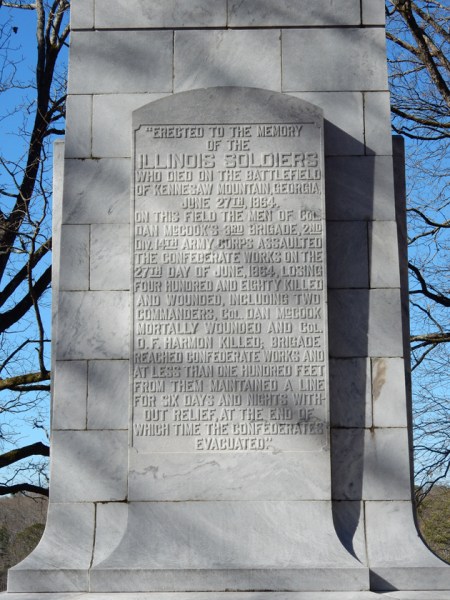 "ERECTED TO THE MEMORY
OF THE
ILLINOIS SOLDIERS
WHO DIED ON THE BATTLEFIELD
OF KENNESAW MOUNTAIN, GEORGIA
JUNE 27TH, 1864.
ON THIS FIELD THE MEN OF COL.
DAN McCOOK'S 3RD BRIGADE, 2ND
DIV. 14TH ARMY CORPS ASSAULTED
THE CONFEDERATE WORKS ON THE
27TH DAY OF JUNE, 1864, LOSING
FOUR HUNDRED AND EIGHTY KILLED
AND WOUNDED, INCLUDING TWO
COMMANDERS, COL. DAN McCOOK
MORTALLY WOUNDED AND COL.
O. F. HARMON KILLED; BRIGADE
REACHED CONFEDERATE WORKS AND
AT LESS THAN ONE HUNDRED FEET
FROM THEM MAINTAINED A LINE
FOR SIX DAYS AND NIGHTS WITH-
OUT RELIEF, AT THE END OF
WHICH TIME THE CONFEDERATES
EVACUATED."